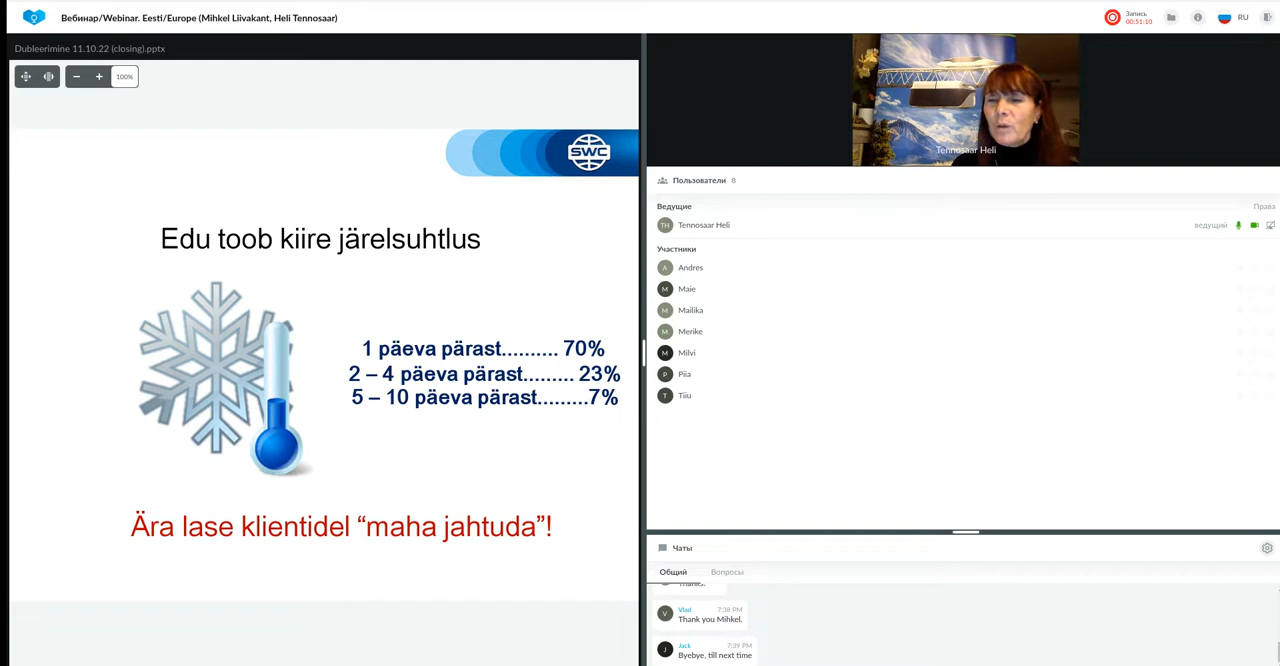 Вебинар/Webinar. Eesti/Europe (Mihkel Liivakant, Heli Tennosaar)
Запись
00:51:10
RU
Dubleerimine 11.10.22 (closing).pptx
100%
SWC
Edu toob kiire järelsuhtlus
1 päeva pärast.......... 70%
2 – 4 päeva pärast......... 23%
5 – 10 päeva pärast.........7%
Ära lase klientidel “maha jahtuda”!
Tennosaar Heli
Пользователи 8
Ведущие Права
TH Tennosaar Heli ведущий
Участники
A Andres
M Maie
M Mailika
M Merike
M Milvi
P Piia
T Tiiu
Чаты
Общий Вопросы
Thanks.
V Vlad 7:38 PM
Thank you Mihkel.
J Jack 7:39 PM
Byebye, till next time